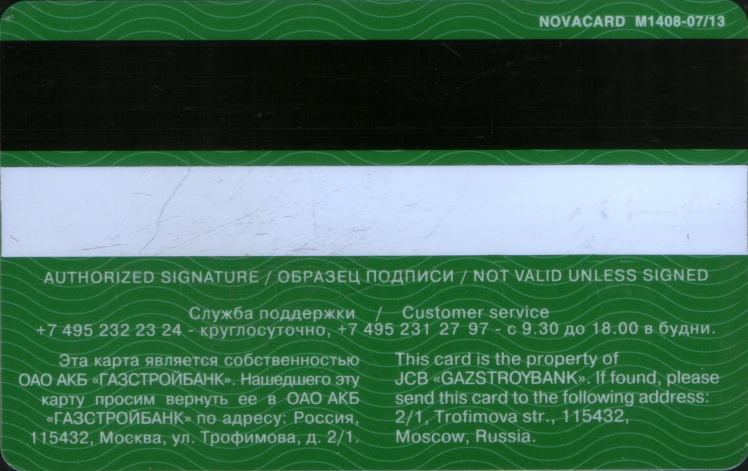 NOVACARD M1408-07/13
AUTHORIZED SIGNATURE / ОБРАЗЕЦ ПОДПИСИ / NOT VALID UNLESS SIGNED
Служба поддержки / Customer service
+7 495 232 23 24 - круглосуточно, +7 495 231 27 97 - с 9.30 до 18.00 в будни.
Эта карта является собственностью
ОАО АКБ «ГАЗСТРОЙБАНК». Нашедшего эту
карту просим вернуть ее в ОАО АКБ
«ГАЗСТРОЙБАНК» по адресу: Россия,
115432, Москва, ул. Трофимова, д. 2/1.
This card is the property of
JCB «GAZSTROYBANK». If found, please
send this card to the following address:
2/1, Trofimova str., 115432,
Moscow, Russia.